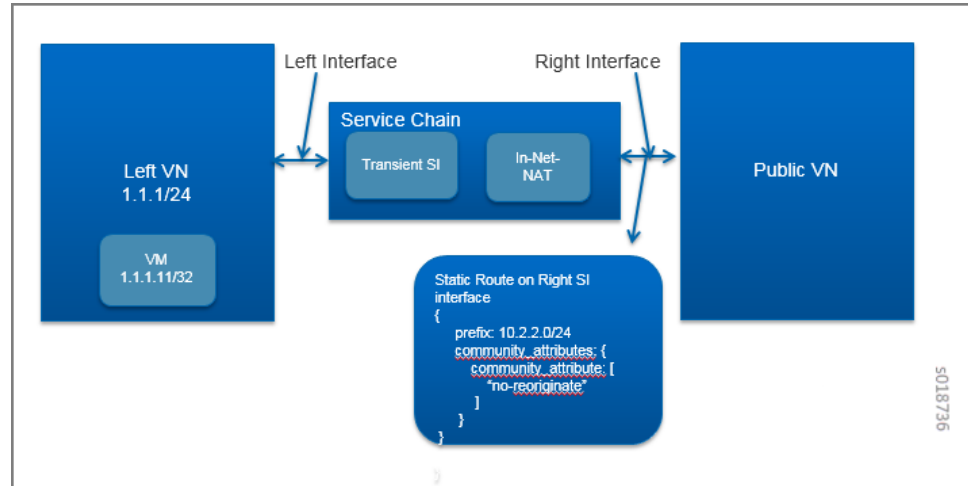 Left Interface
Right Interface
Service Chain
Transient SI
In-Net-
NAT
Left VN
1.1.1/24
VM
1.1.1.11/32
Public VN
Static Route on Right SI
interface
{
prefix: 10.2.2.0/24
community_attributes: {
community_attribute: [
“no-reoriginate”
]
}
}
}
s018736